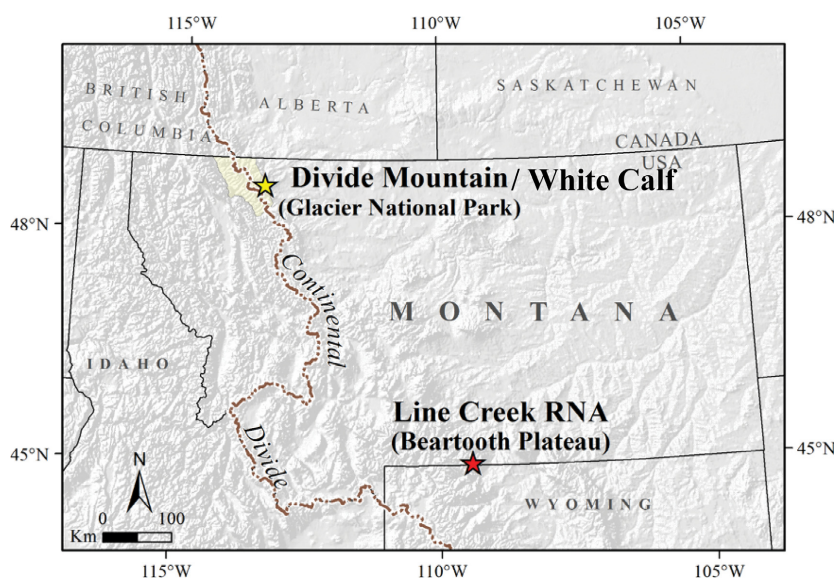 115°W 110°W 105°W
BRITISH
COLUMBIA
ALBERTA
SASKATCHEWAN
CANADA
USA
Divide Mountain / White Calf
(Glacier National Park)
48°N 48°N
Continental
Divide
MONTANA
IDAHO
Line Creek RNA
(Beartooth Plateau)
45°N 45°N
WYOMING
N
0 100
Km
115°W 110°W 105°W